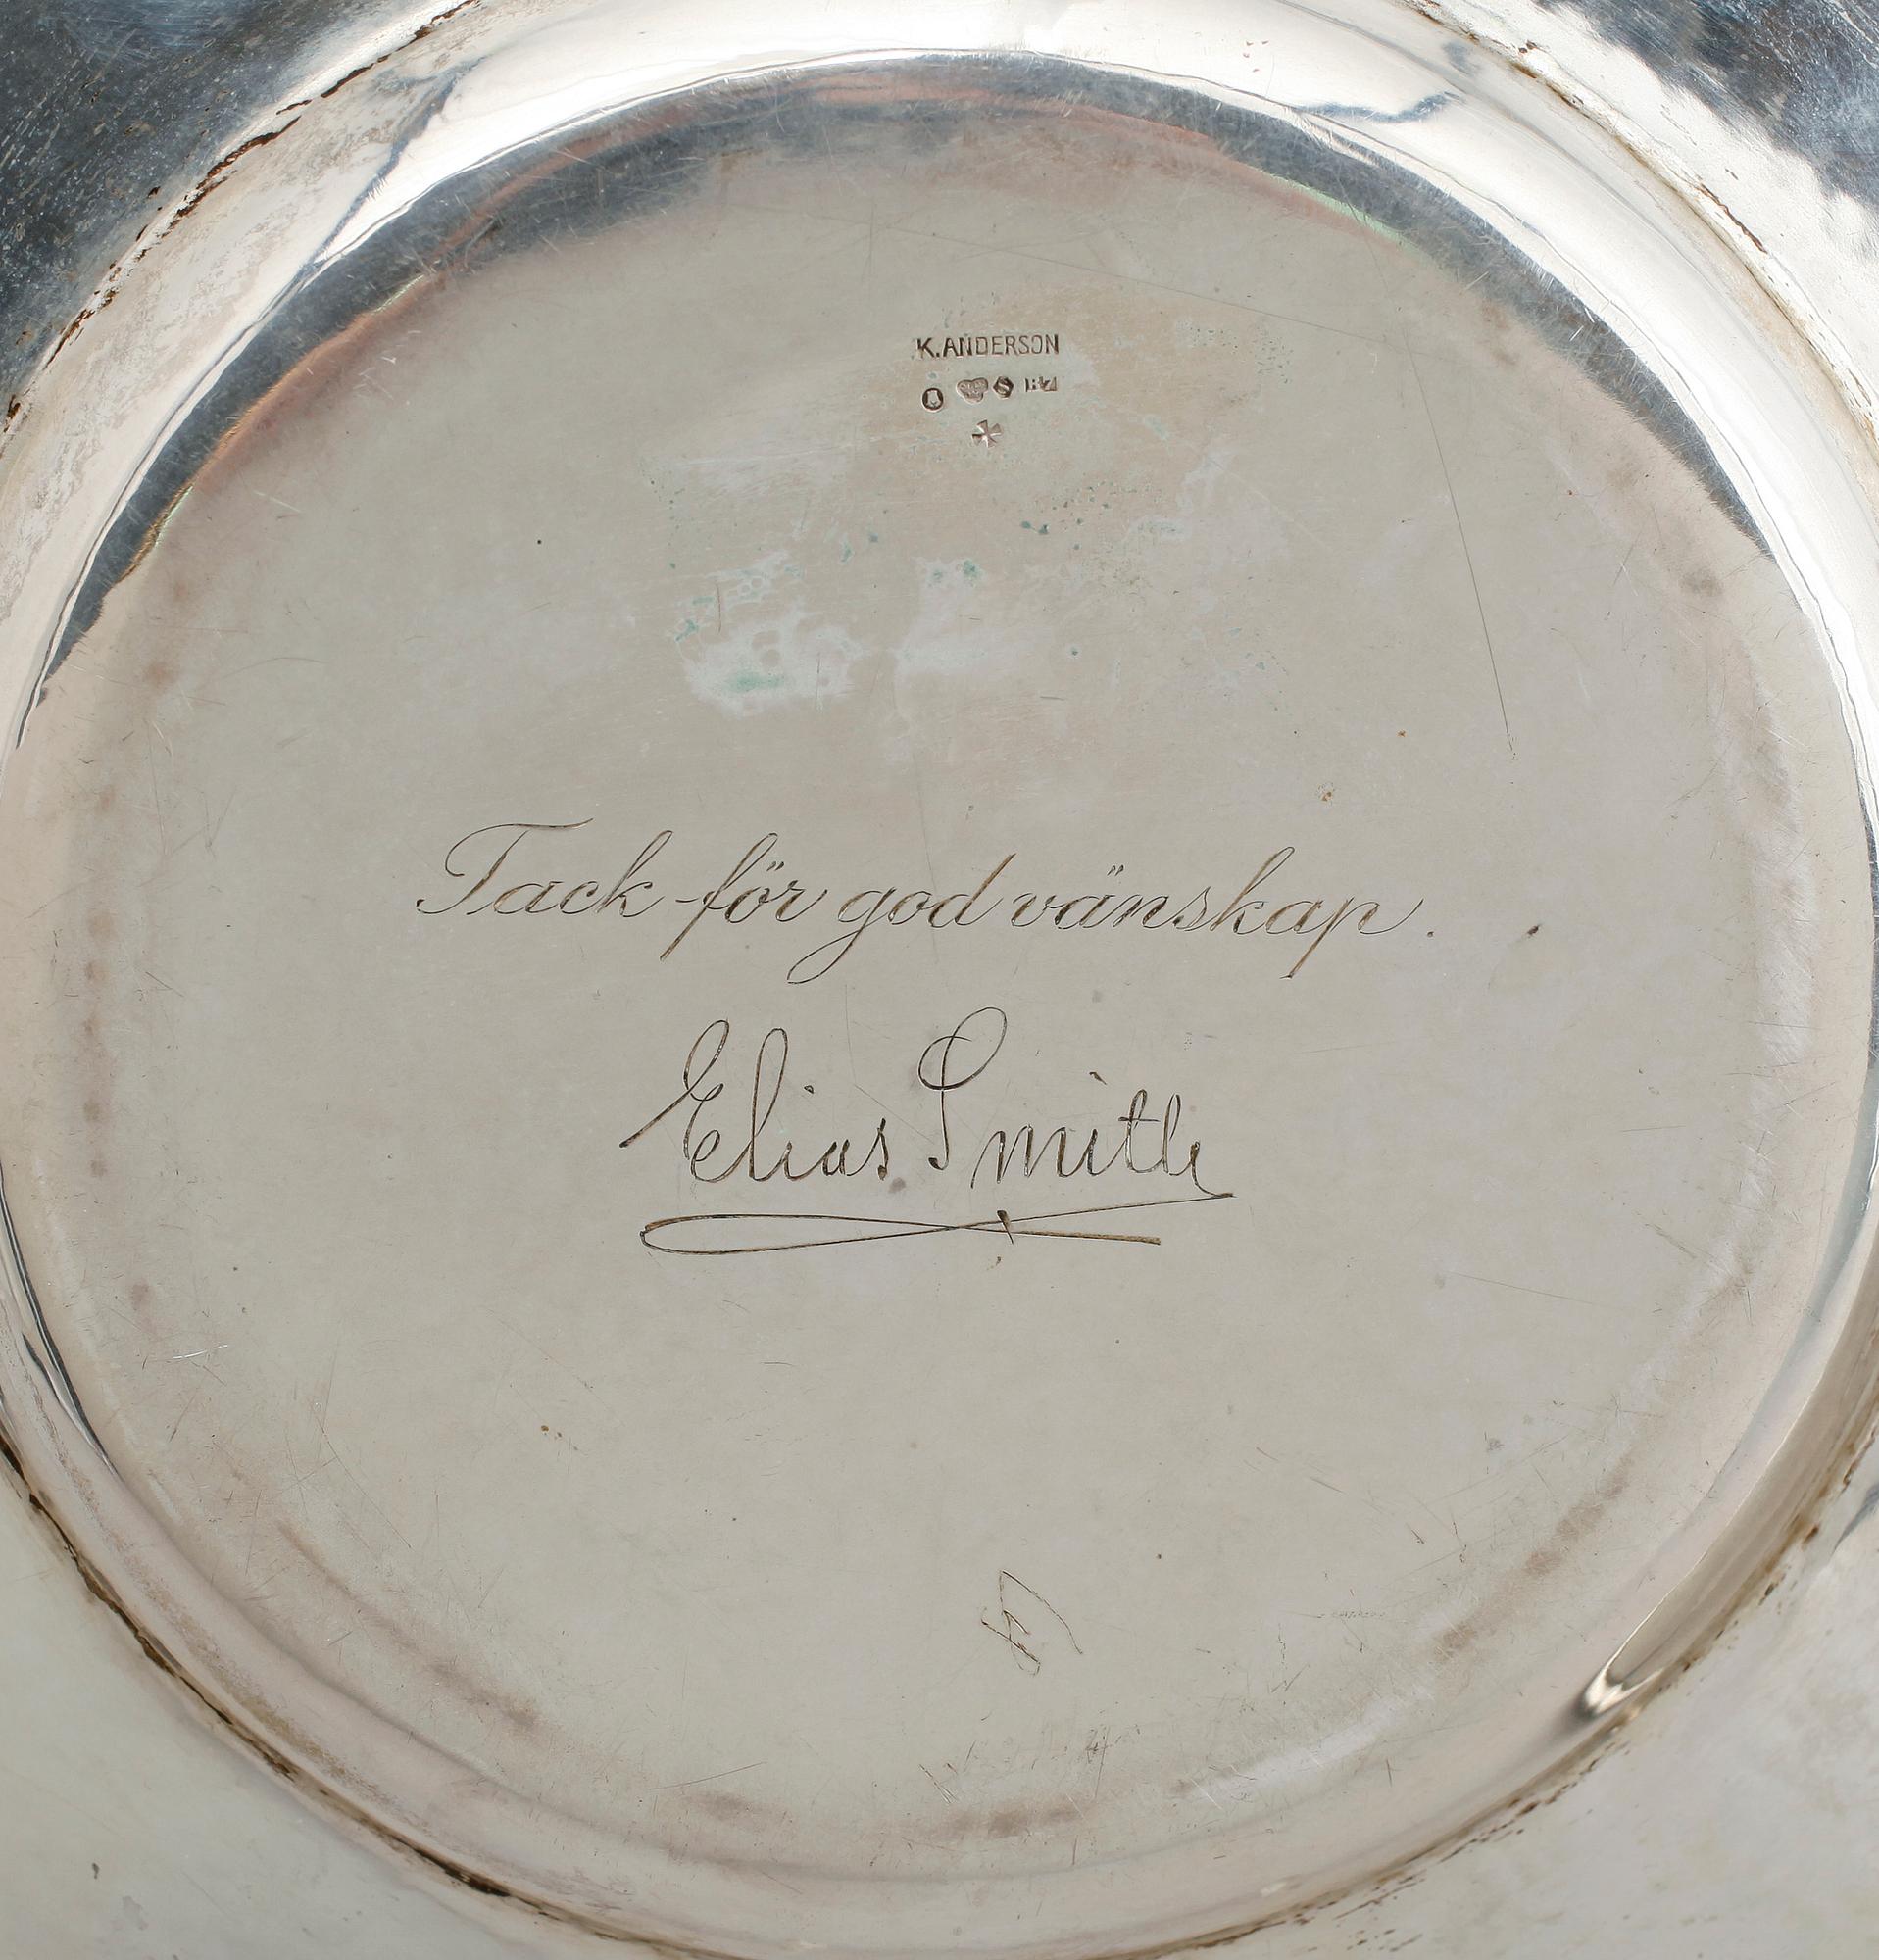 K.ANDERSON
Tack för god vänskap.
Elias Smith